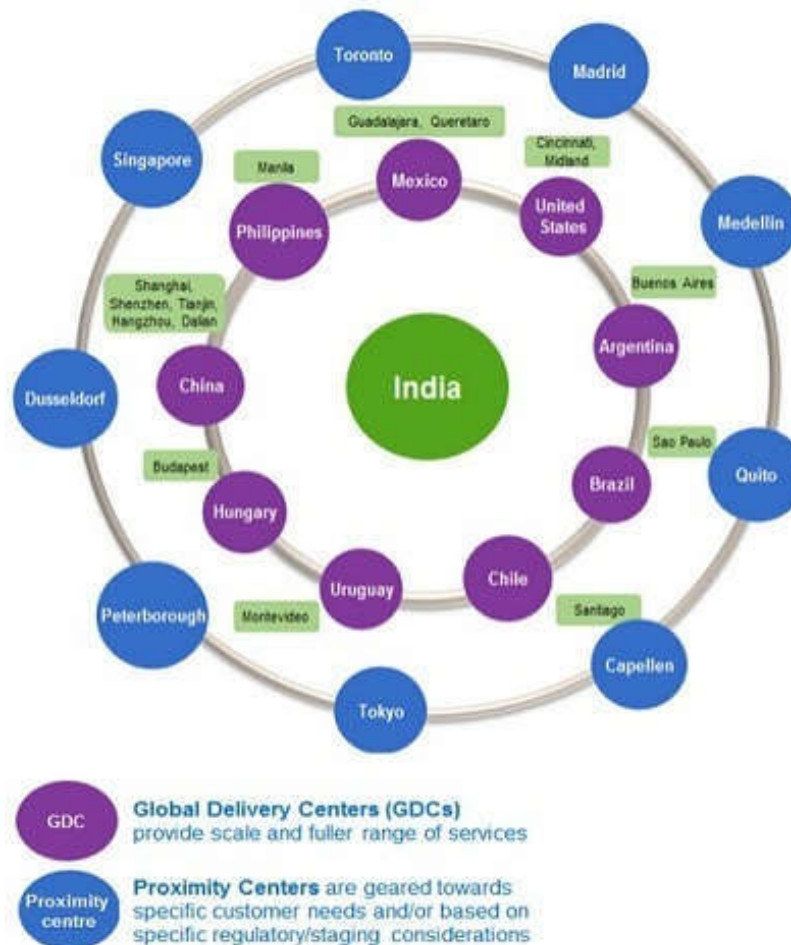 Toronto
Madrid
Guadalajara, Queretaro
Cincinnati,
Midland
Singapore
Manila
Mexico
United
States
Philippines
Medellin
Shanghai,
Shenzhen, Tianjin,
Hangzhou, Dalian
Buenos Aires
Argentina
China
India
Dusseldorf
Sao Paulo
Budapest
Brazil
Quito
Hungary
Chile
Uruguay
Peterborough
Montevideo
Santiago
Capellen
Tokyo
GDC
Global Delivery Centers (GDCs)
provide scale and fuller range of services
Proximity
centre
Proximity Centers are geared towards
specific customer needs and/or based on
specific regulatory/staging considerations